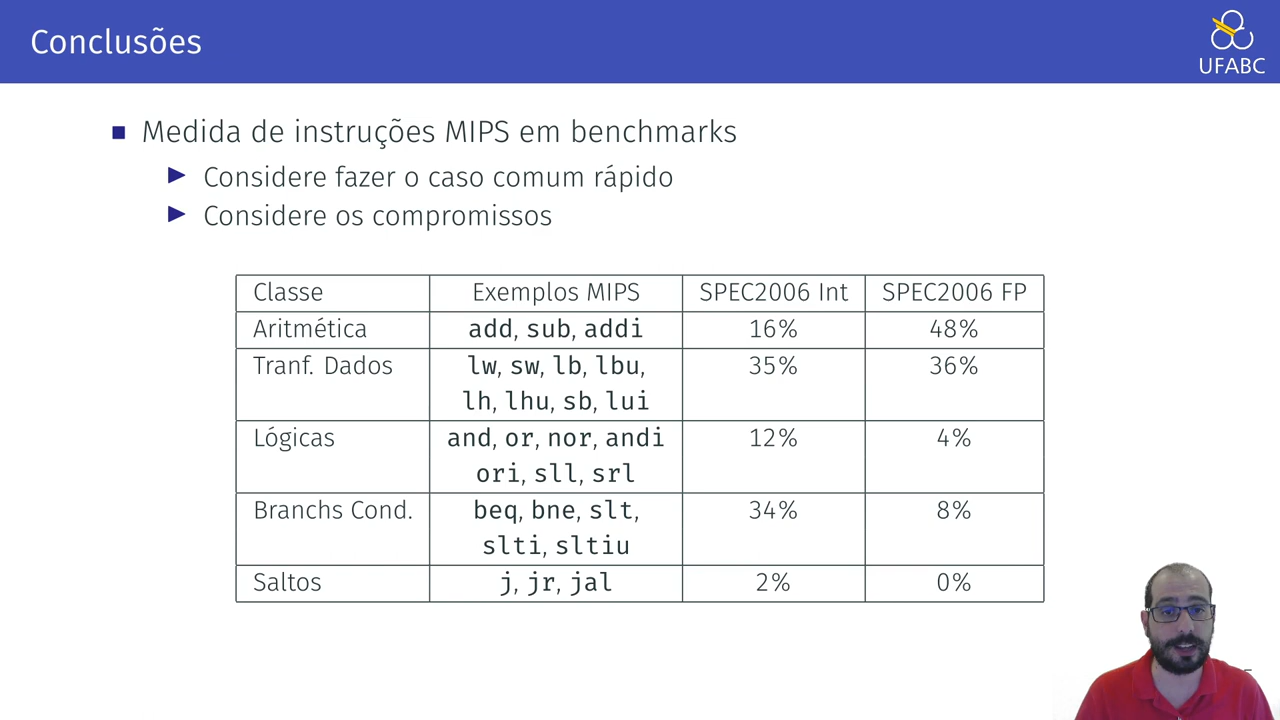 Conclusões
UFABC
Medida de instruções MIPS em benchmarks
Considere fazer o caso comum rápido
Considere os compromissos
Classe Exemplos MIPS SPEC2006 Int SPEC2006 FP
Aritmética add, sub, addi 16% 48%
Tranf. Dados lw, sw, lb, lbu, 35% 36%
lh, lhu, sb, lui
Lógicas and, or, nor, andi 12% 4%
ori, sll, srl
Branchs Cond. beq, bne, slt, 34% 8%
slti, sltiu
Saltos j, jr, jal 2% 0%